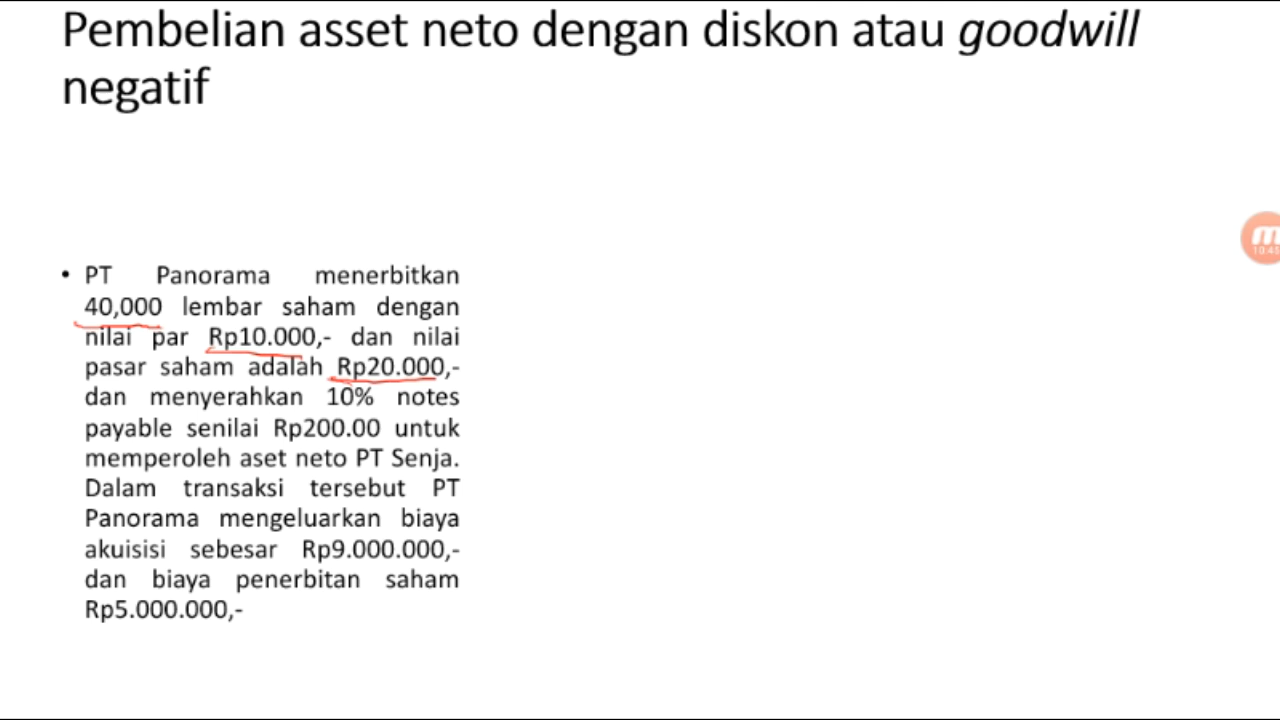 Pembelian asset neto dengan diskon atau goodwill
negatif
• PT Panorama menerbitkan
40,000 lembar saham dengan
nilai par Rp10.000,- dan nilai
pasar saham adalah Rp20.000,-
dan menyerahkan 10% notes
payable senilai Rp200.00 untuk
memperoleh aset neto PT Senja.
Dalam transaksi tersebut PT
Panorama mengeluarkan biaya
akuisisi sebesar Rp9.000.000,-
dan biaya penerbitan saham
Rp5.000.000,-